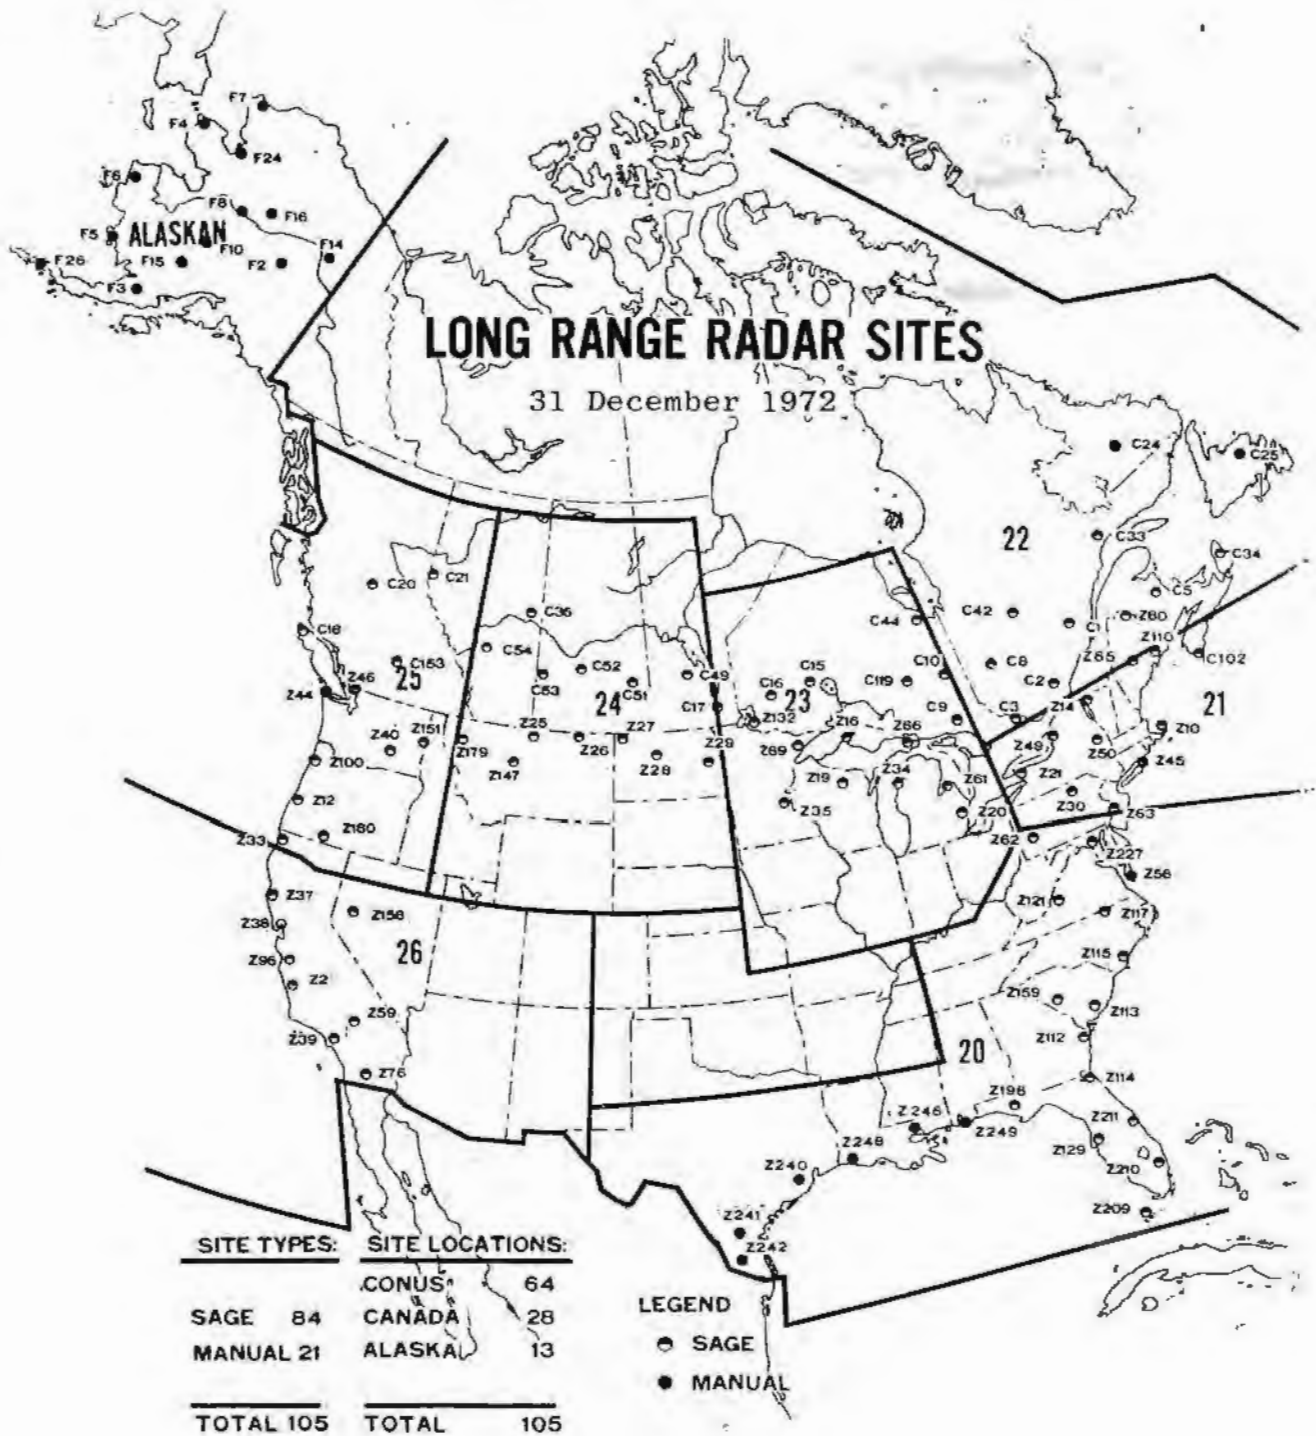 F7
F4
F24
F6
F8
F16
F5
ALASKAN
F10
F14
F26
F15
F2
F3
LONG RANGE RADAR SITES
31 December 1972
C24
C25
22
C33
C34
C20
C21
C5
C35
C44
C42
C1
Z80
C18
C54
Z110
C153
C52
C15
C10
C8
Z65
C102
25
C53
C51
C49
C16
C119
C2
Z46
Z44
24
C17
23
C9
C3
Z14
21
Z151
Z25
Z27
Z132
Z16
Z66
Z10
Z40
Z179
Z26
Z29
Z69
Z49
Z50
Z100
Z147
Z28
Z19
Z34
Z61
Z21
Z45
Z12
Z35
Z20
Z30
Z63
Z33
Z180
Z62
Z227
Z37
Z56
Z38
Z156
Z121
Z117
Z96
26
Z115
Z2
Z159
Z113
Z59
Z39
Z112
20
Z76
Z114
Z198
Z246
Z249
Z211
Z248
Z129
Z210
Z240
Z209
Z241
Z242
SITE TYPES: SITE LOCATIONS:
CONUS 64
SAGE 84 CANADA 28
MANUAL 21 ALASKA 13
TOTAL 105 TOTAL 105
LEGEND
SAGE
MANUAL